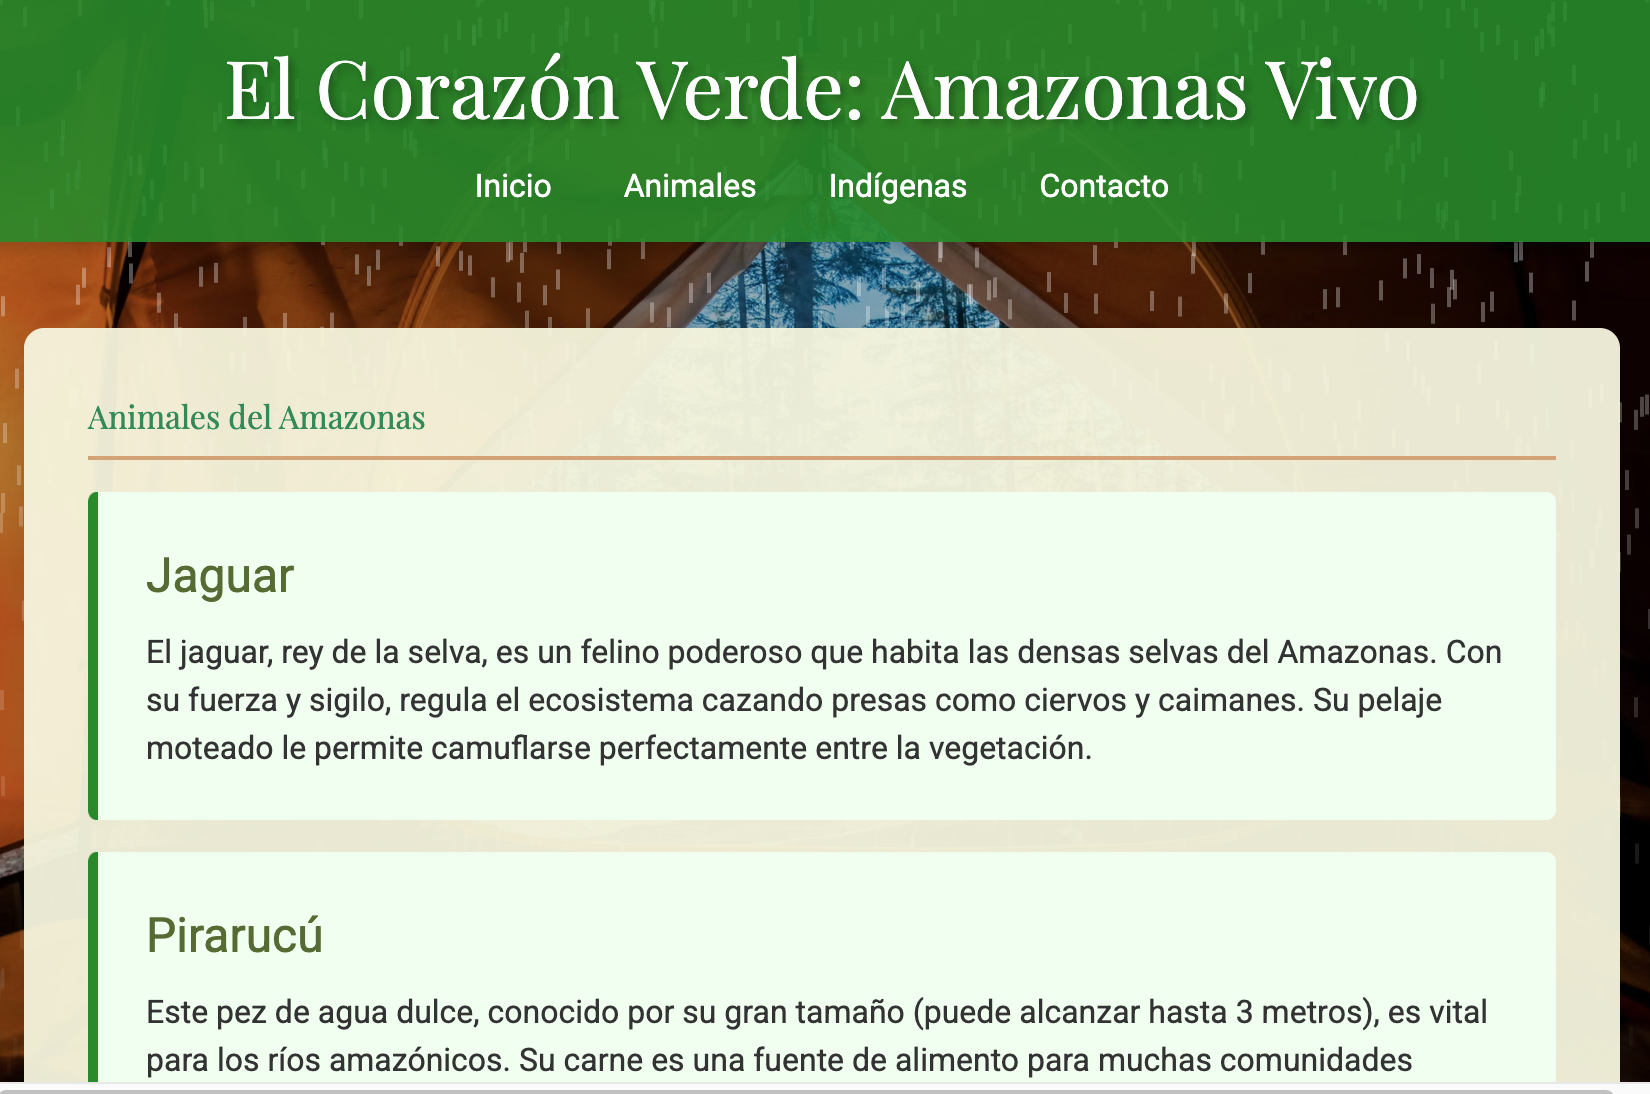 El Corazón Verde: Amazonas Vivo
Inicio Animales Indígenas Contacto
Animales del Amazonas
Jaguar
El jaguar, rey de la selva, es un felino poderoso que habita las densas selvas del Amazonas. Con
su fuerza y sigilo, regula el ecosistema cazando presas como ciervos y caimanes. Su pelaje
moteado le permite camuflarse perfectamente entre la vegetación.
Pirarucú
Este pez de agua dulce, conocido por su gran tamaño (puede alcanzar hasta 3 metros), es vital
para los ríos amazónicos. Su carne es una fuente de alimento para muchas comunidades